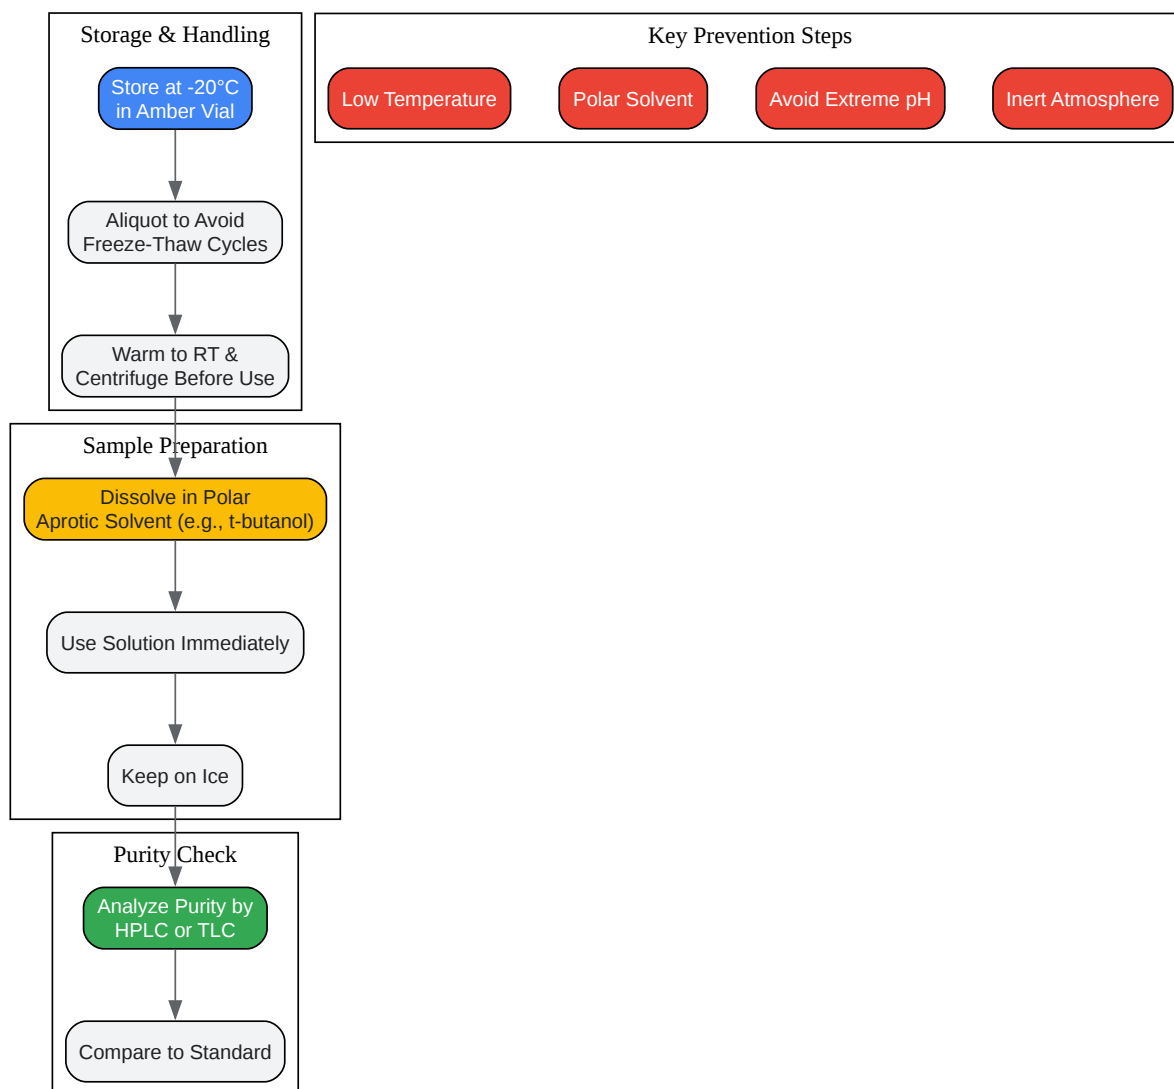 Storage & Handling
Store at -20°C
in Amber Vial
Aliquot to Avoid
Freeze-Thaw Cycles
Warm to RT &
Centrifuge Before Use
Key Prevention Steps
Low Temperature
Polar Solvent
Avoid Extreme pH
Inert Atmosphere
Sample Preparation
Dissolve in Polar
Aprotic Solvent (e.g., t-butanol)
Use Solution Immediately
Keep on Ice
Purity Check
Analyze Purity by
HPLC or TLC
Compare to Standard